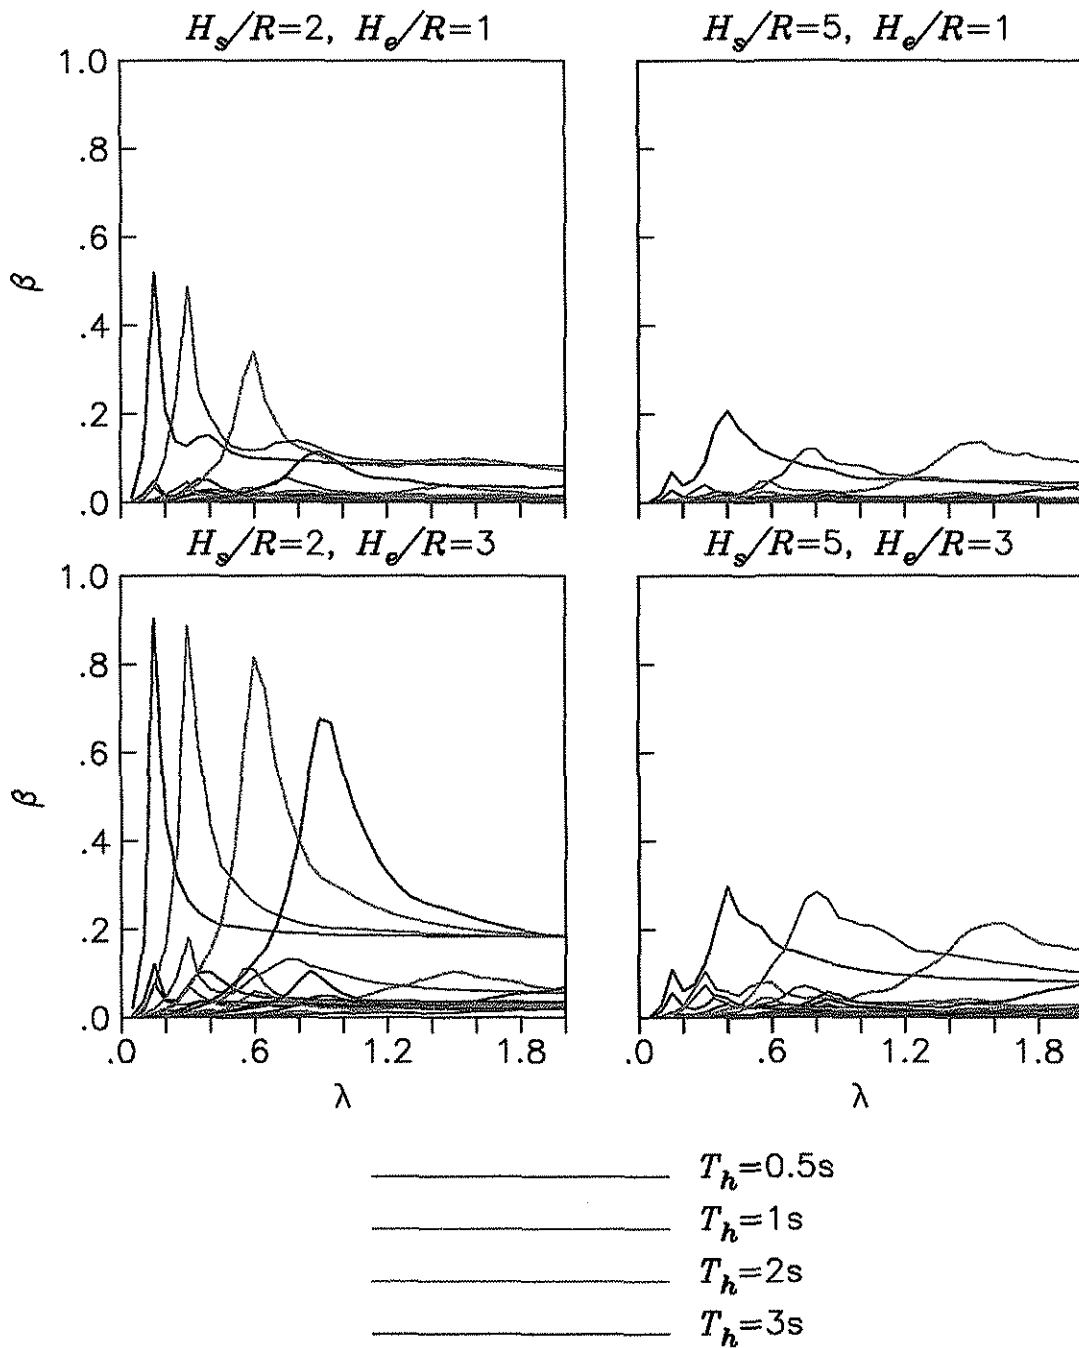 H_s/R=2, H_e/R=1
H_s/R=5, H_e/R=1
1.0
.8
.6
β
.4
.2
.0
H_s/R=2, H_e/R=3
H_s/R=5, H_e/R=3
1.0
.8
.6
β
.4
.2
.0
.0 .6 1.2 1.8
.0 .6 1.2 1.8
λ
λ
T_h=0.5s
T_h=1s
T_h=2s
T_h=3s